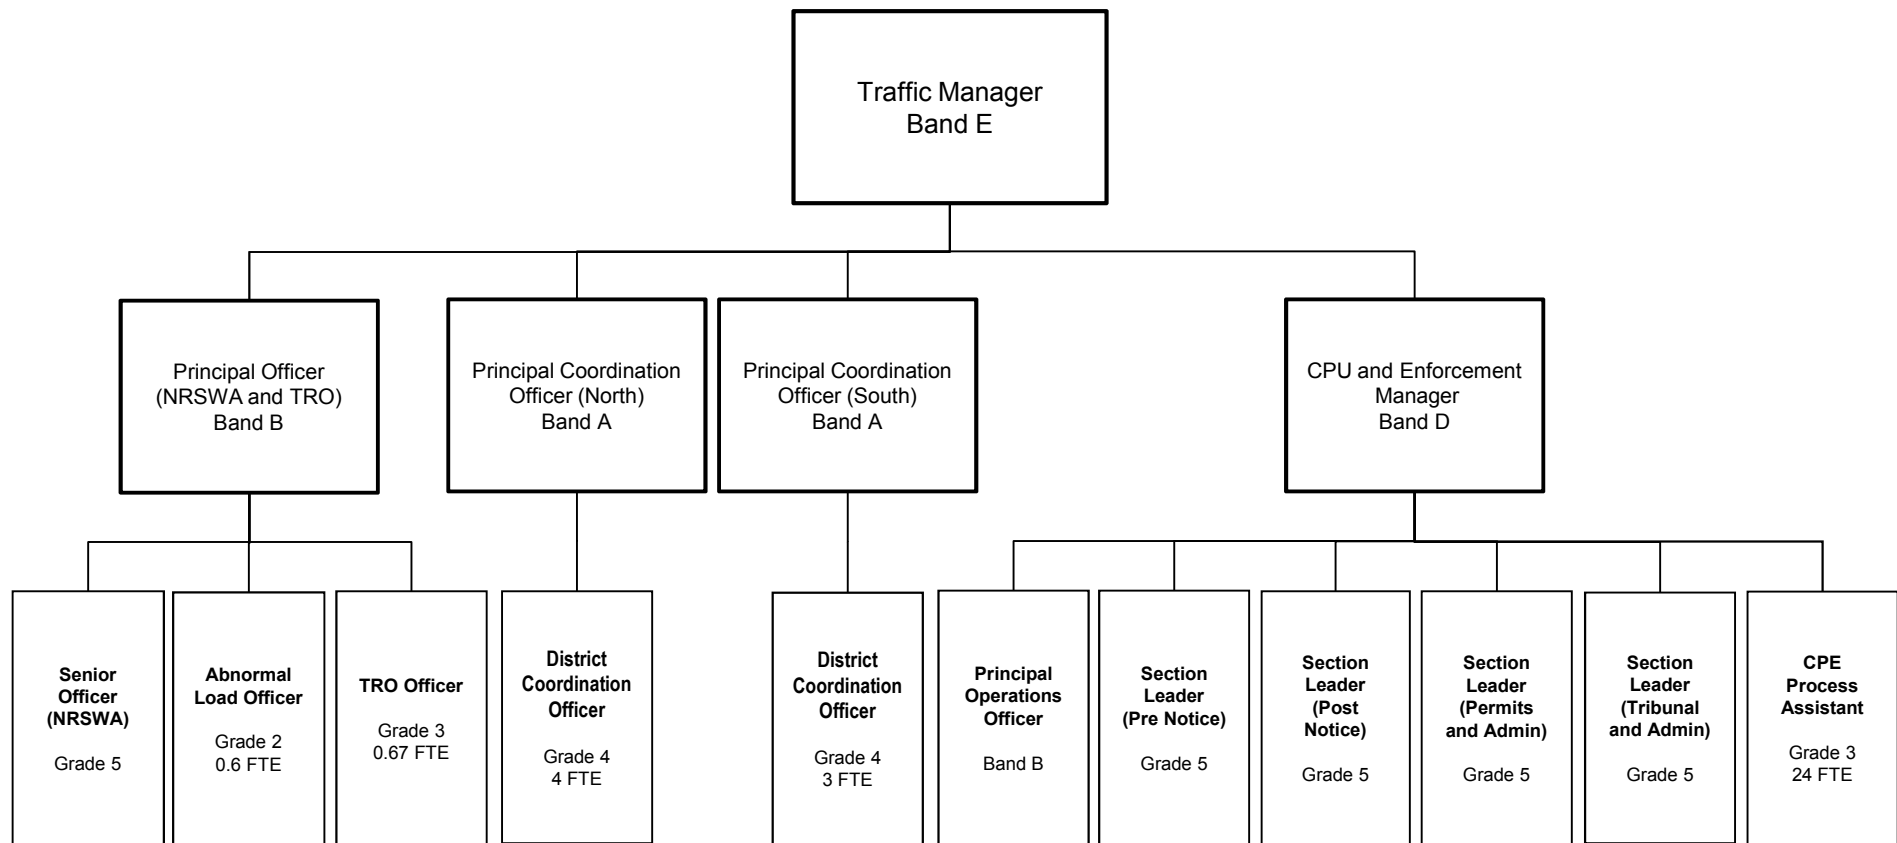 Traffic Manager
Band E
Principal Officer
(NRSWA and TRO)
Band B
Principal Coordination
Officer (North)
Band A
Principal Coordination
Officer (South)
Band A
CPU and Enforcement
Manager
Band D
Senior
Officer
(NRSWA)
Grade 5
Abnormal
Load Officer
Grade 2
0.6 FTE
TRO Officer
Grade 3
0.67 FTE
District
Coordination
Officer
Grade 4
4 FTE
District
Coordination
Officer
Grade 4
3 FTE
Principal
Operations
Officer
Band B
Section
Leader
(Pre Notice)
Grade 5
Section
Leader
(Post
Notice)
Grade 5
Section
Leader
(Permits
and Admin)
Grade 5
Section
Leader
(Tribunal
and Admin)
Grade 5
CPE
Process
Assistant
Grade 3
24 FTE